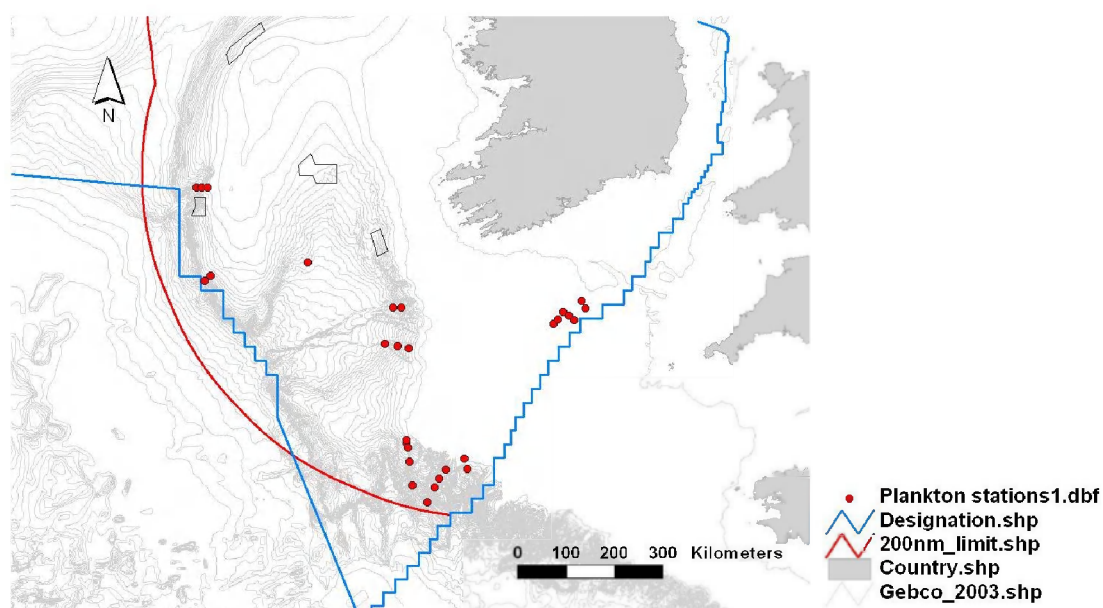 N
Plankton stations1.dbf
Designation.shp
200nm_limit.shp
Country.shp
Gebco_2003.shp
0 100 200 300 Kilometers